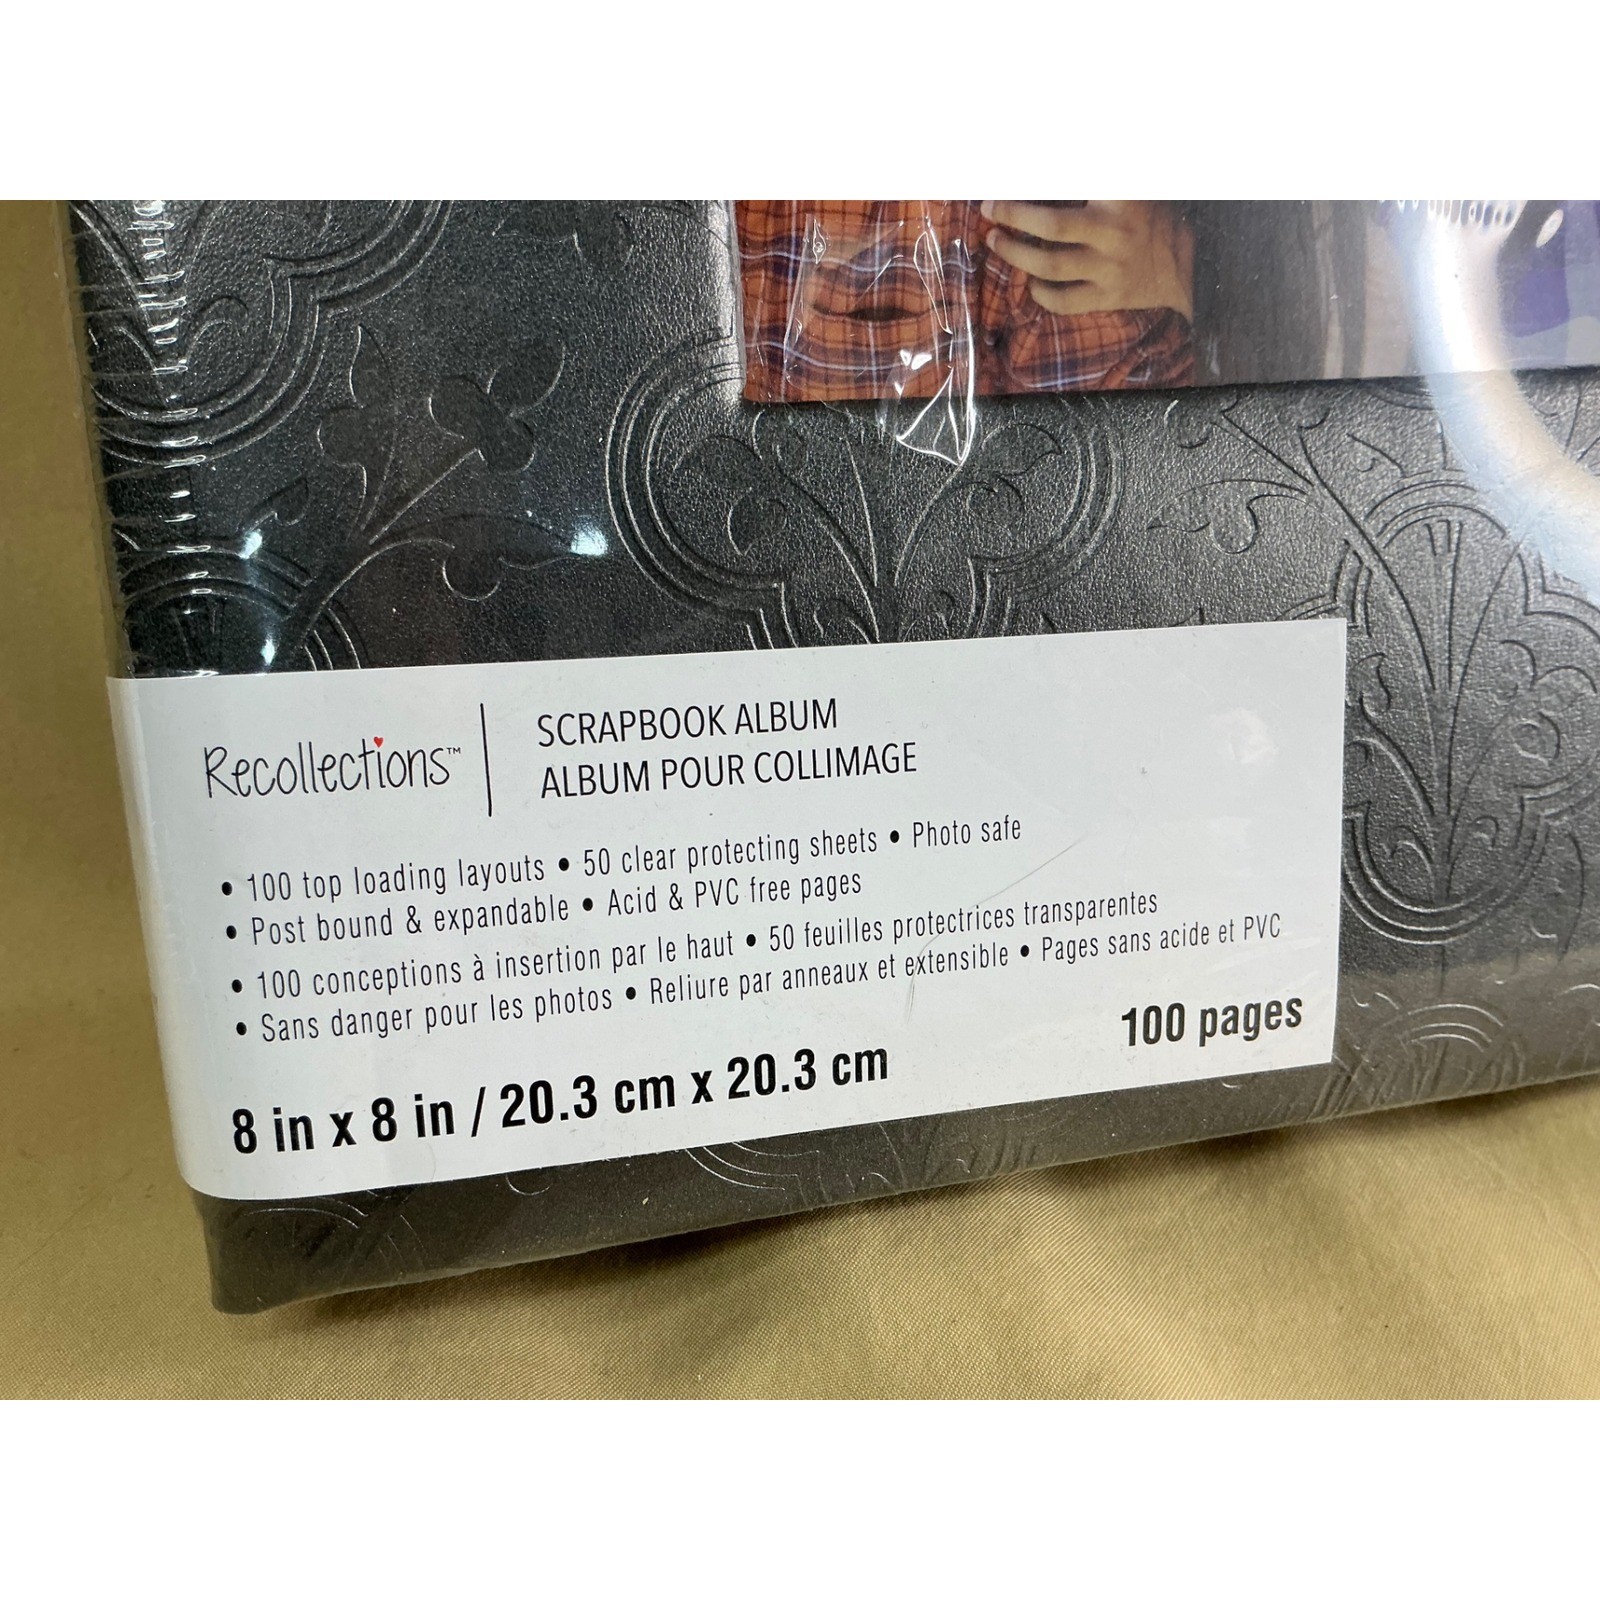 Recollections™
SCRAPBOOK ALBUM
ALBUM POUR COLLIMAGE
• 100 top loading layouts • 50 clear protecting sheets • Photo safe
• Post bound & expandable • Acid & PVC free pages
• 100 conceptions à insertion par le haut • 50 feuilles protectrices transparentes
• Sans danger pour les photos • Reliure par anneaux et extensible • Pages sans acide et PVC
8 in x 8 in / 20.3 cm x 20.3 cm
100 pages